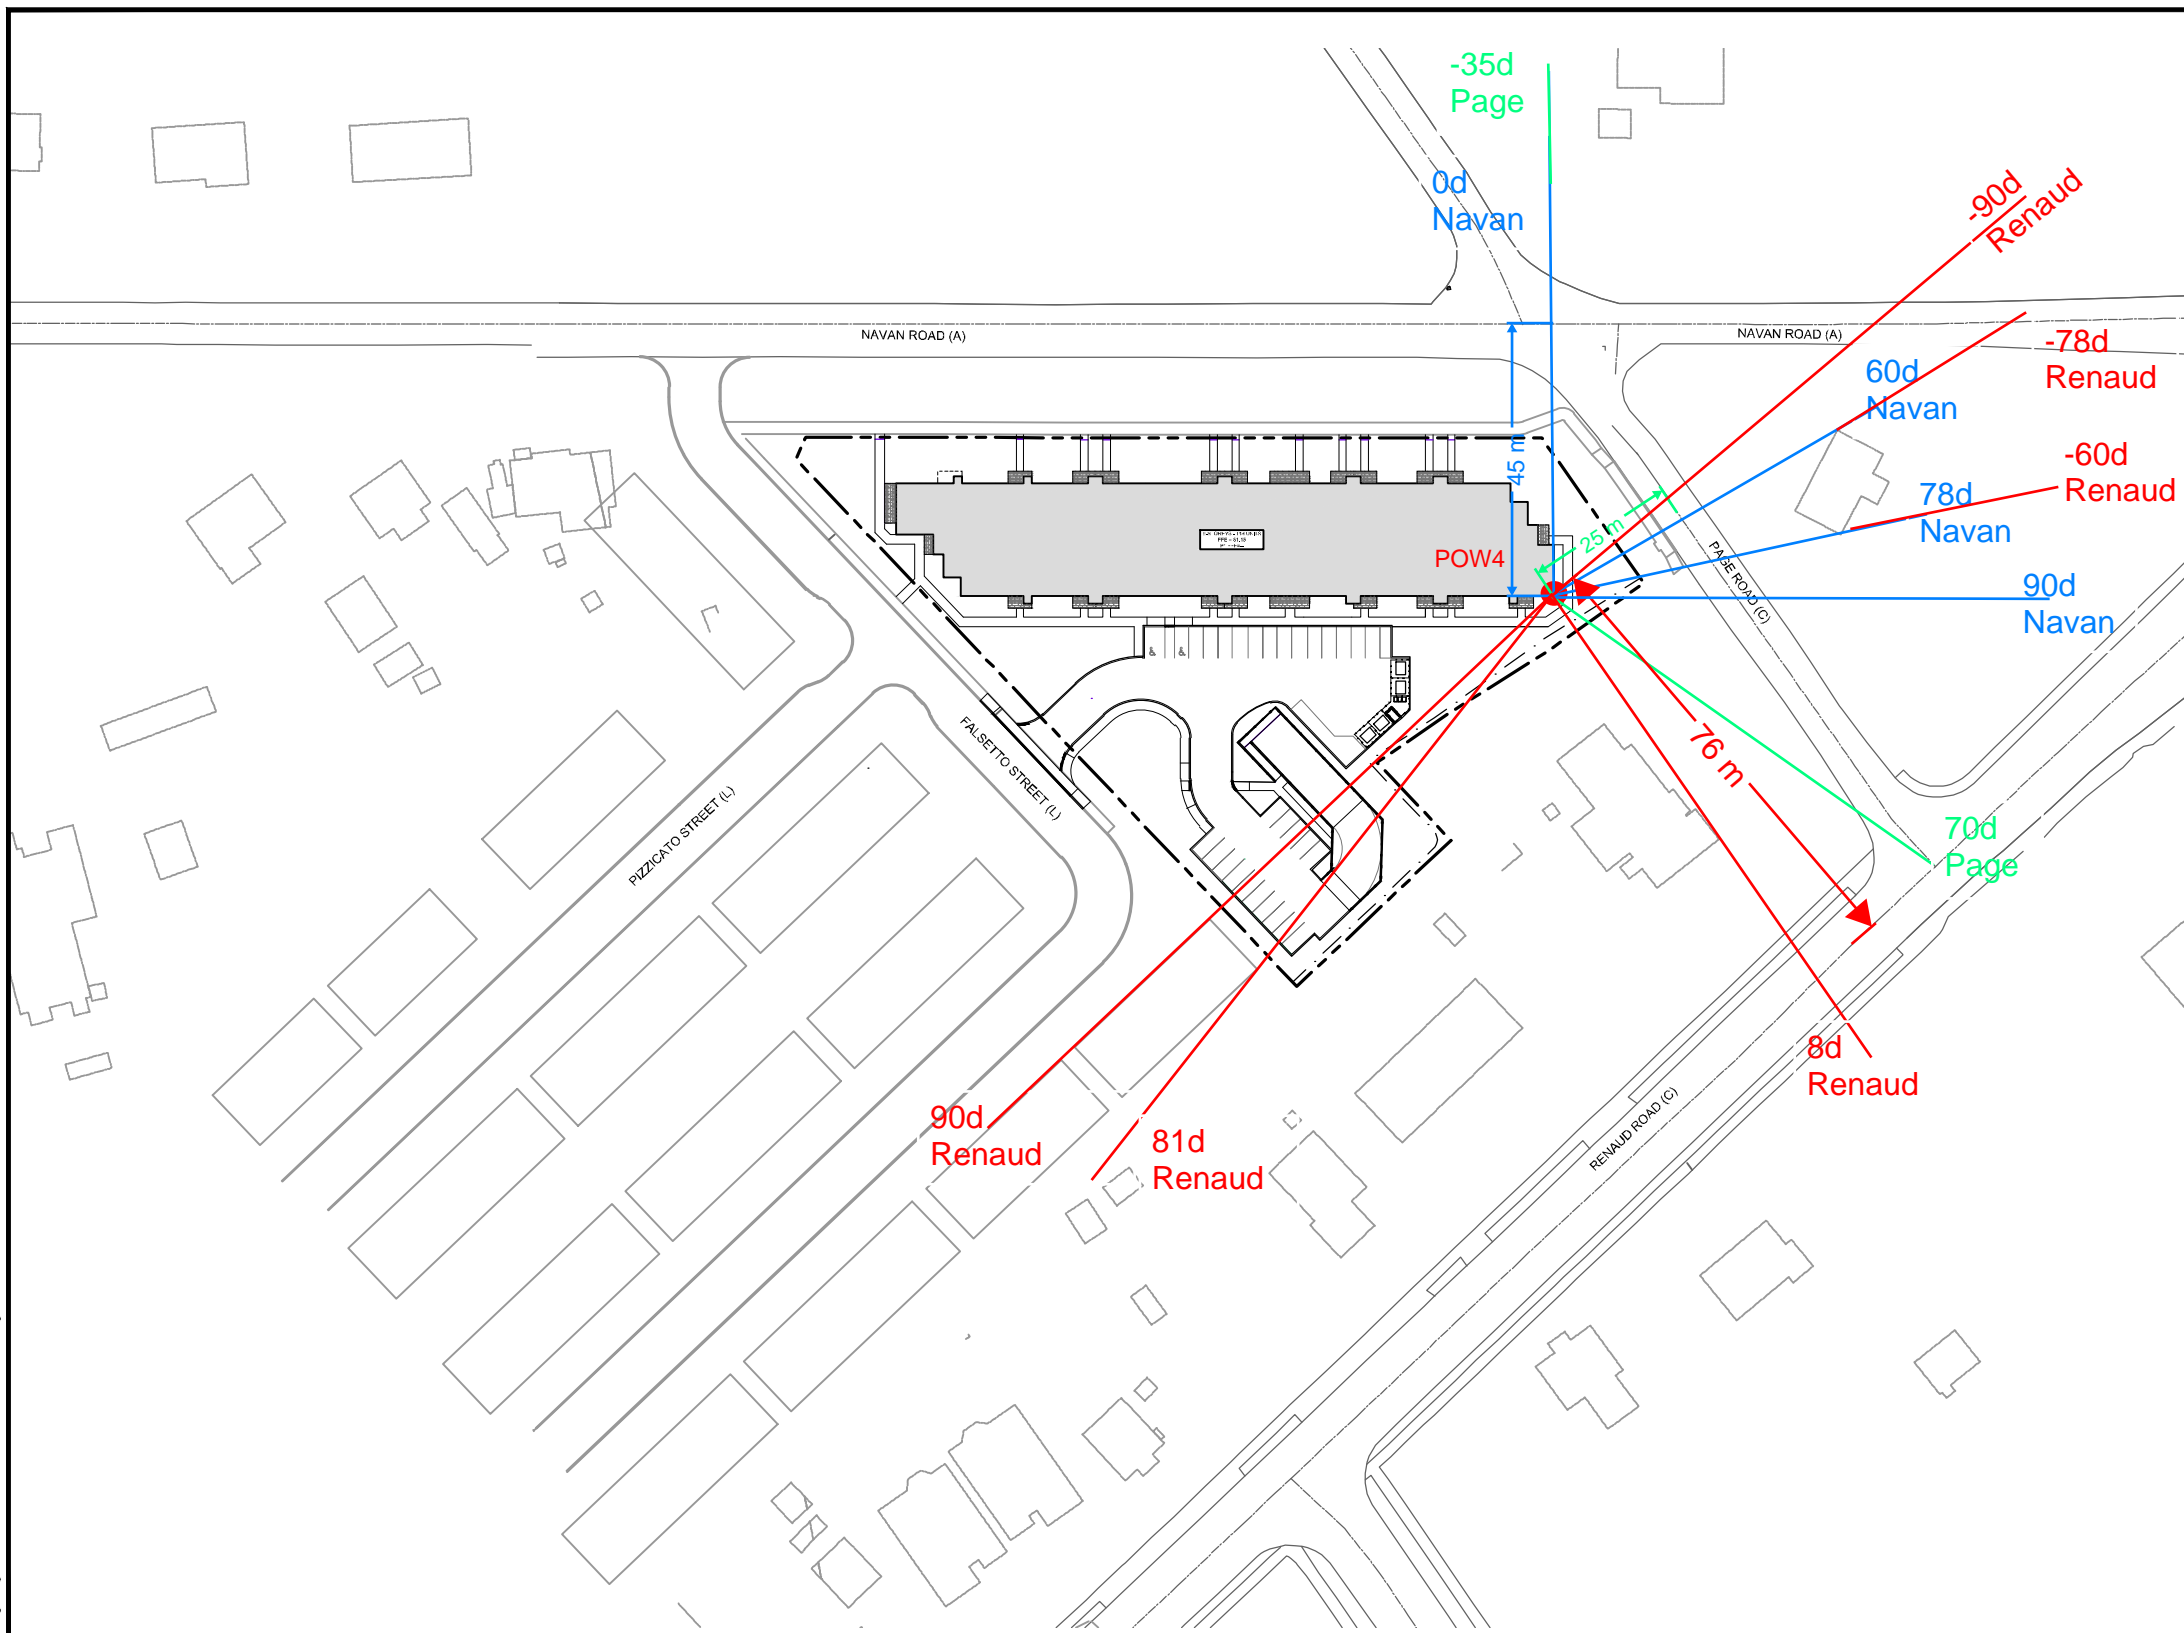 -35d
Page
0d
Navan
-90d
Renaud
NAVAN ROAD (A)
NAVAN ROAD (A)
-78d
Renaud
60d
Navan
-60d
Renaud
78d
Navan
45 m
25 m
POW4
PAGE ROAD (C)
90d
Navan
76 m
FALSETTO STREET (L)
PIZZICATO STREET (L)
70d
Page
8d
Renaud
RENAUD ROAD (C)
90d
Renaud
81d
Renaud